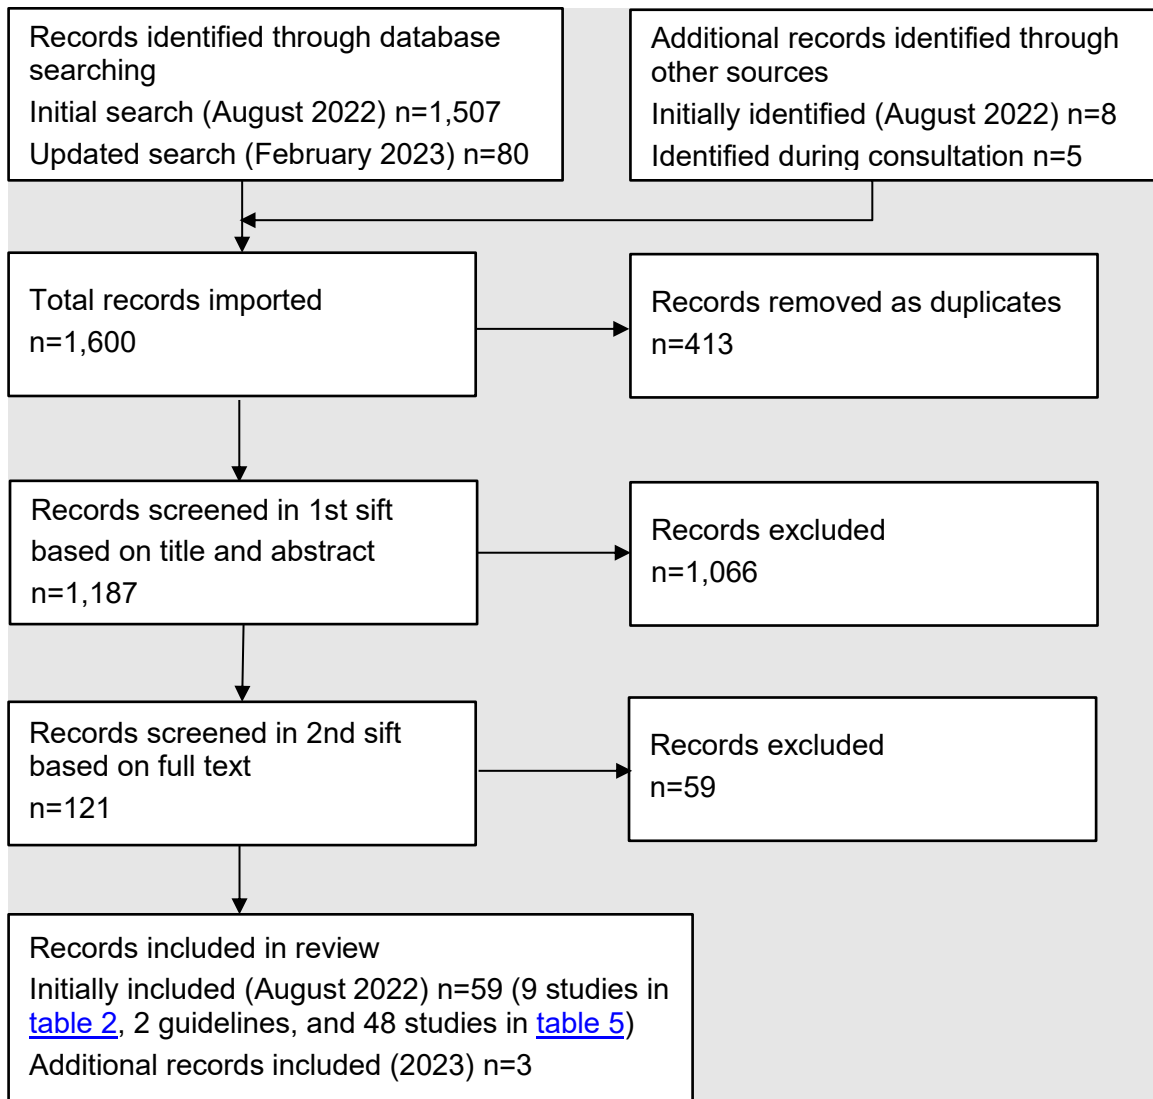 Records identified through database
searching
Initial search (August 2022) n=1,507
Updated search (February 2023) n=80
Additional records identified through
other sources
Initially identified (August 2022) n=8
Identified during consultation n=5
Total records imported
n=1,600
Records removed as duplicates
n=413
Records screened in 1st sift
based on title and abstract
n=1,187
Records excluded
n=1,066
Records screened in 2nd sift
based on full text
n=121
Records excluded
n=59
Records included in review
Initially included (August 2022) n=59 (9 studies in
table 2, 2 guidelines, and 48 studies in table 5)
Additional records included (2023) n=3